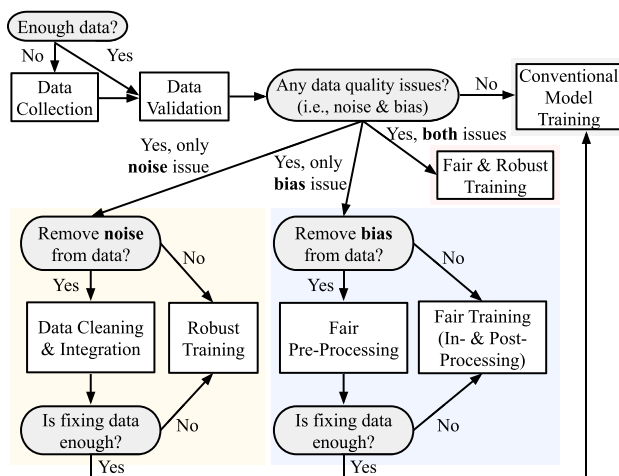 Enough data?
No
Yes
Data
Collection
Data
Validation
Any data quality issues?
(i.e., noise & bias)
No
Conventional
Model
Training
Yes, only
noise issue
Yes, only
bias issue
Yes, both issues
Fair & Robust
Training
Remove noise
from data?
No
Yes
Data Cleaning
& Integration
Robust
Training
Is fixing data
enough?
No
Yes
Remove bias
from data?
No
Yes
Fair
Pre-Processing
Fair Training
(In- & Post-
Processing)
Is fixing data
enough?
No
Yes